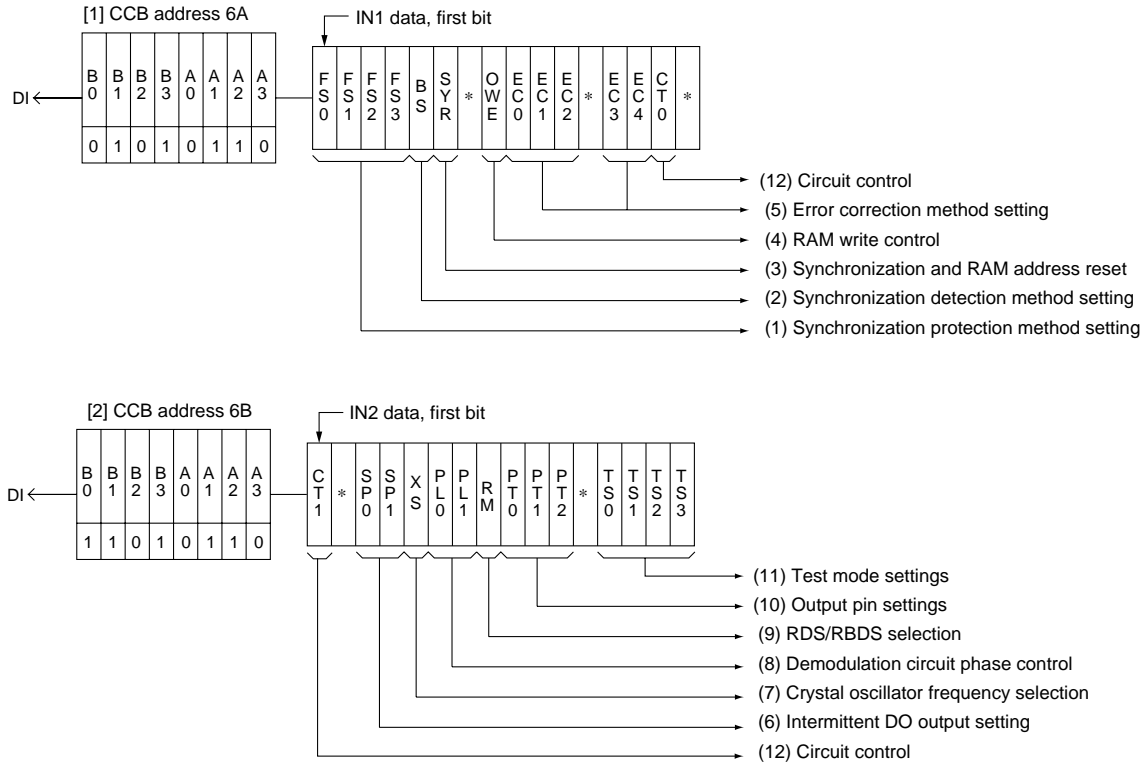 [1] CCB address 6A
IN1 data, first bit
DI
B0 B1 B2 B3 A0 A1 A2 A3
0 1 0 1 0 1 1 0
FS0 FS1 FS2 FS3 BS SYR * OWE EC0 EC1 EC2 * EC3 EC4 CT0 *
(12) Circuit control
(5) Error correction method setting
(4) RAM write control
(3) Synchronization and RAM address reset
(2) Synchronization detection method setting
(1) Synchronization protection method setting
[2] CCB address 6B
IN2 data, first bit
DI
B0 B1 B2 B3 A0 A1 A2 A3
1 1 0 1 0 1 1 0
CT1 * SP0 SP1 XS PL0 PL1 RM PT0 PT1 PT2 * TS0 TS1 TS2 TS3
(11) Test mode settings
(10) Output pin settings
(9) RDS/RBDS selection
(8) Demodulation circuit phase control
(7) Crystal oscillator frequency selection
(6) Intermittent DO output setting
(12) Circuit control